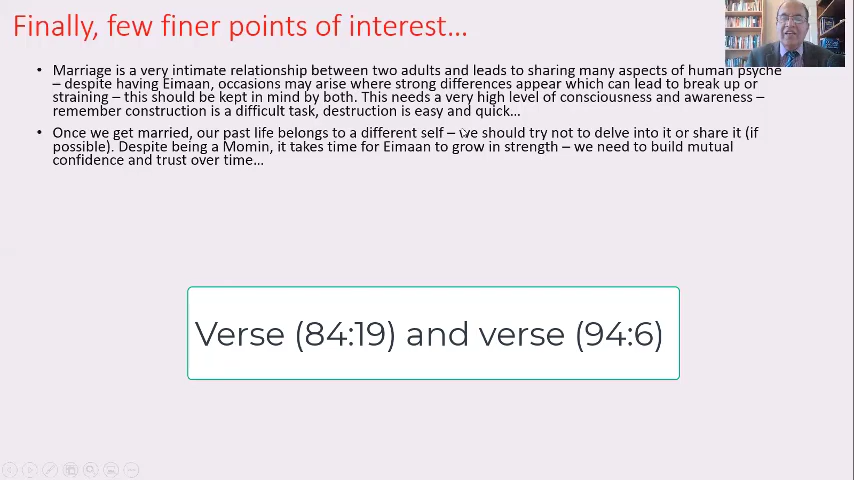 Finally, few finer points of interest...
• Marriage is a very intimate relationship between two adults and leads to sharing many aspects of human psyche
– despite having Eimaan, occasions may arise where strong differences appear which can lead to break up or
straining – this should be kept in mind by both. This needs a very high level of consciousness and awareness –
remember construction is a difficult task, destruction is easy and quick...
• Once we get married, our past life belongs to a different self – we should try not to delve into it or share it (if
possible). Despite being a Momin, it takes time for Eimaan to grow in strength – we need to build mutual
confidence and trust over time...
Verse (84:19) and verse (94:6)